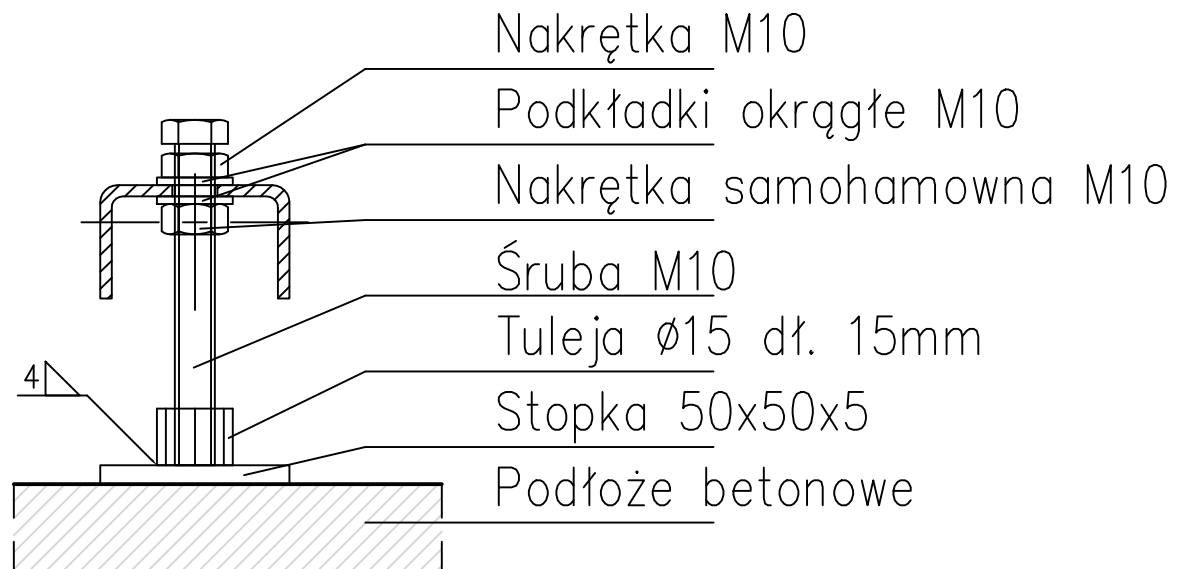 Nakrętka M10
Podkładki okrągłe M10
Nakrętka samohamowna M10
Śruba M10
Tuleja ø15 dł. 15mm
4
Stopka 50x50x5
Podłoże betonowe